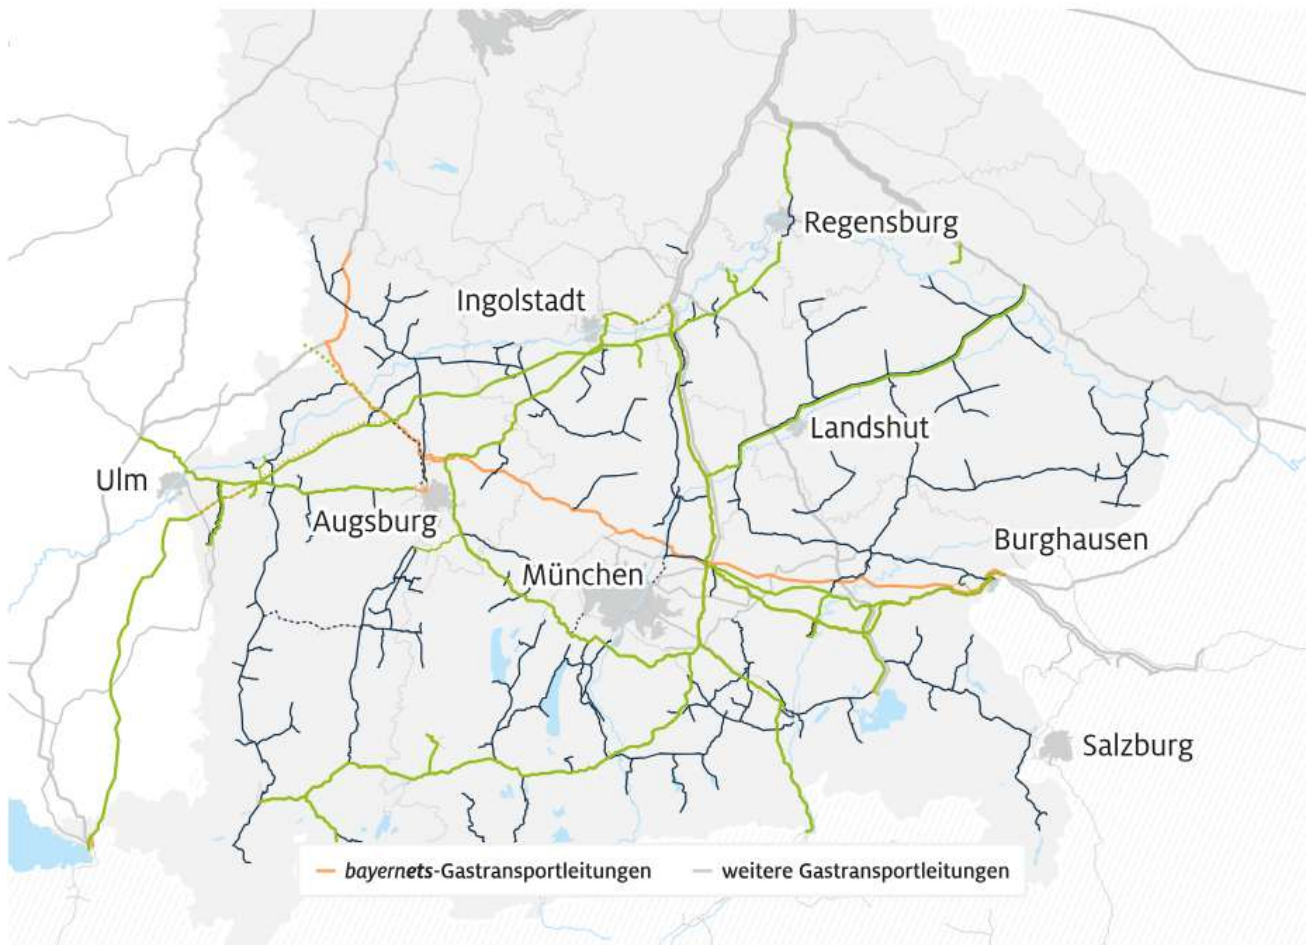 Regensburg
Ingolstadt
Landshut
Ulm
Augsburg
Burghausen
München
Salzburg
bayernets-Gastransportleitungen
weitere Gastransportleitungen